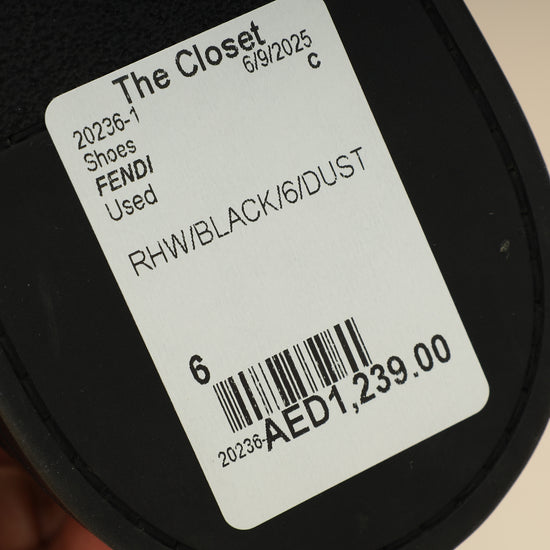 The Closet
6/9/2025
C
20236-1
Shoes
FENDI
Used
RHW/BLACK/6/DUST
6
20236-
AED1,239.00